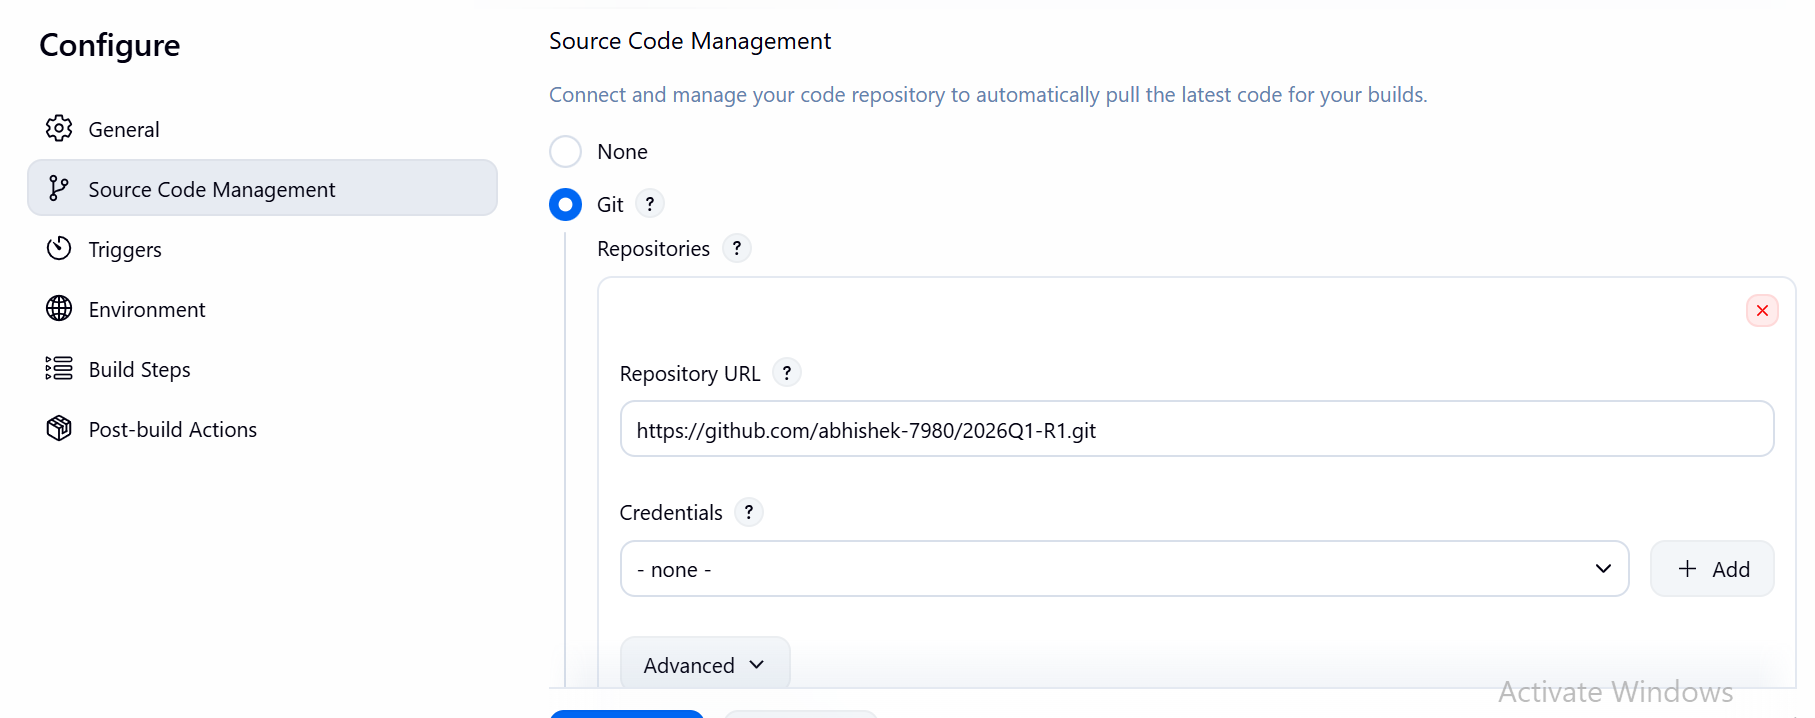 Configure
General
Source Code Management
Triggers
Environment
Build Steps
Post-build Actions
Source Code Management
Connect and manage your code repository to automatically pull the latest code for your builds.
None
Git ?
Repositories ?
Repository URL ?
https://github.com/abhishek-7980/2026Q1-R1.git
Credentials ?
- none -
+ Add
Advanced
Activate Windows